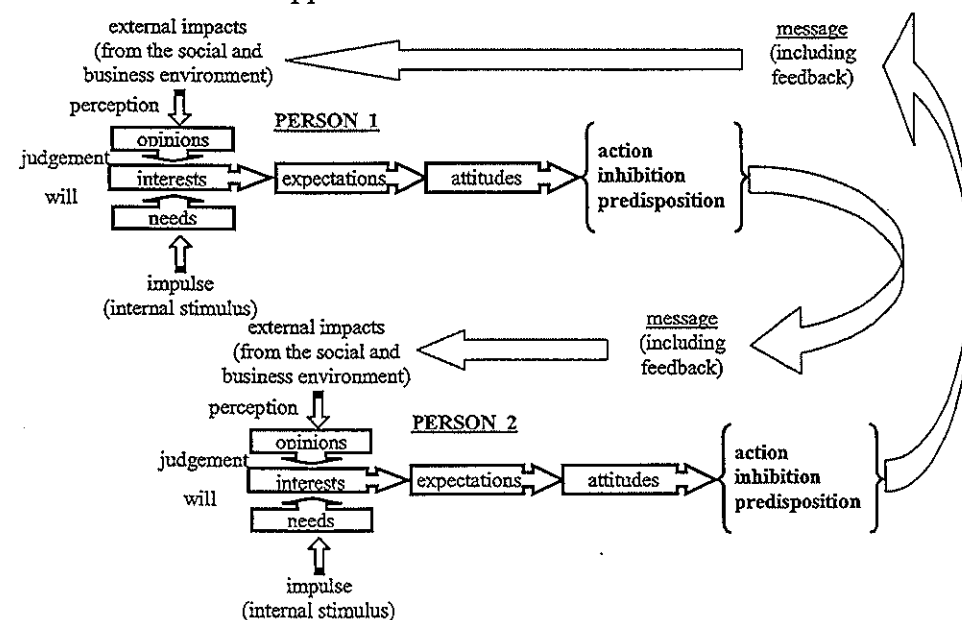 external impacts
(from the social and
business environment)
message
(including
feedback)
perception
PERSON 1
opinions
judgement
interests
expectations
attitudes
action
inhibition
predisposition
will
needs
impulse
(internal stimulus)
external impacts
(from the social and
business environment)
message
(including
feedback)
perception
PERSON 2
opinions
judgement
interests
expectations
attitudes
action
inhibition
predisposition
will
needs
impulse
(internal stimulus)